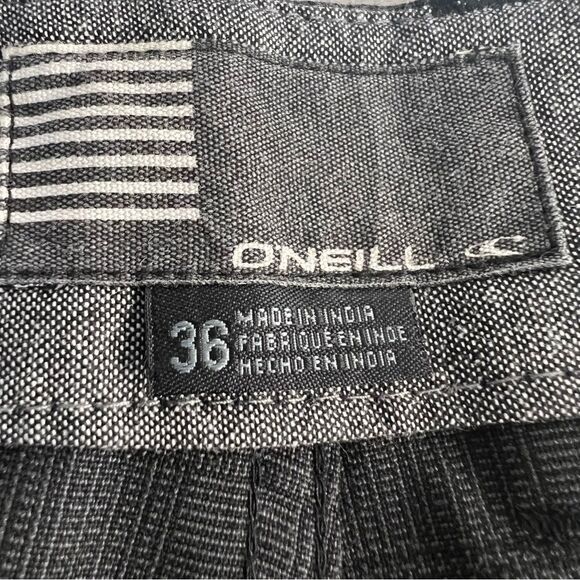 ONEILL
36
MADE IN INDIA
FABRIQUE EN INDE
HECHO EN INDIA